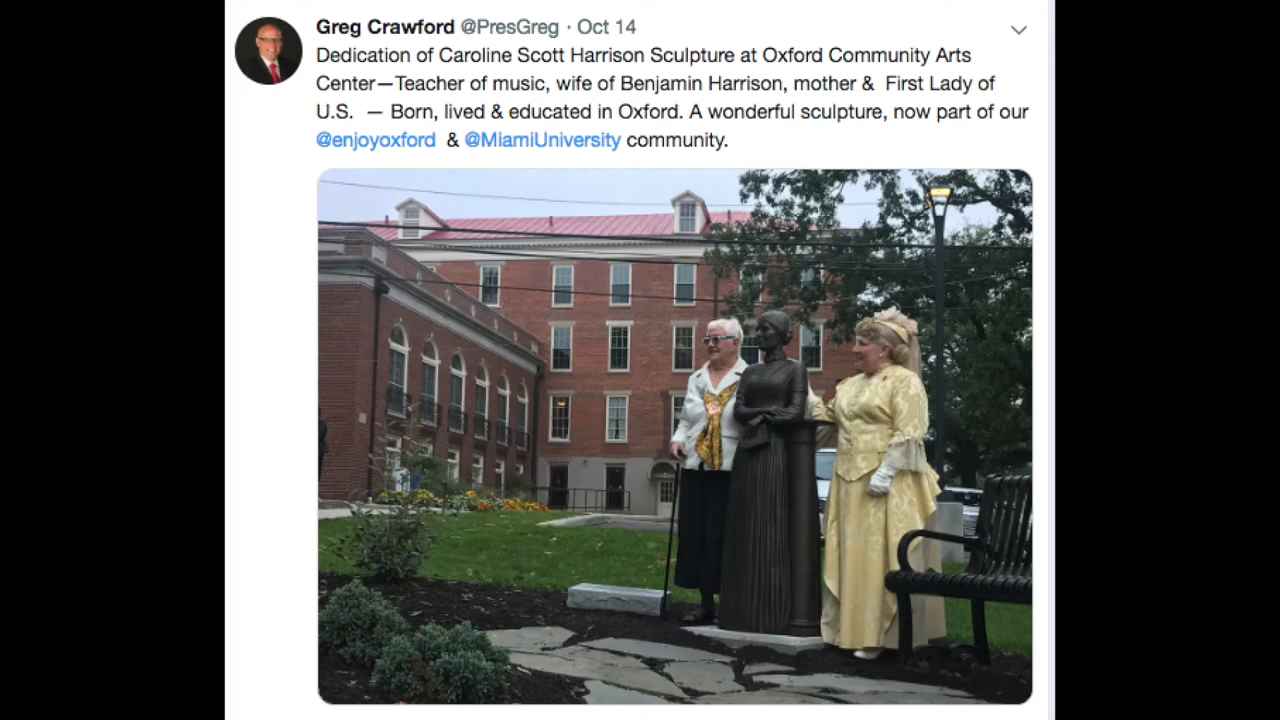 Greg Crawford @PresGreg · Oct 14
Dedication of Caroline Scott Harrison Sculpture at Oxford Community Arts
Center—Teacher of music, wife of Benjamin Harrison, mother & First Lady of
U.S. — Born, lived & educated in Oxford. A wonderful sculpture, now part of our
@enjoyoxford & @MiamiUniversity community.